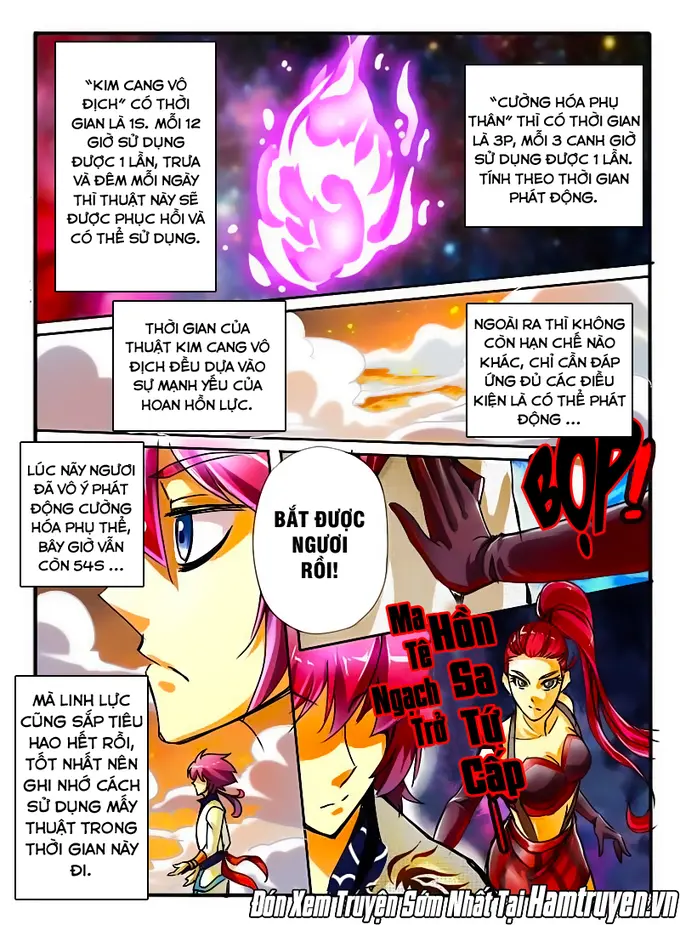 "KIM CANG VÔ
ĐỊCH" CÓ THỜI
GIAN LÀ 1S. MỖI 12
GIỜ SỬ DỤNG
ĐƯỢC 1 LẦN, TRƯA
VÀ ĐÊM MỖI NGÀY
THÌ THUẬT NÀY SẼ
ĐƯỢC PHỤC HỒI VÀ
CÓ THỂ SỬ DỤNG.
"CƯỜNG HÓA PHỤ
THÂN" THÌ CÓ THỜI GIAN
LÀ 3P, MỖI 3 CANH GIỜ
SỬ DỤNG ĐƯỢC 1 LẦN.
TÍNH THEO THỜI GIAN
PHÁT ĐỘNG.
THỜI GIAN CỦA
THUẬT KIM CANG VÔ
ĐỊCH ĐỀU DỰA VÀO
SỰ MẠNH YẾU CỦA
HOAN HỒN LỰC.
NGOÀI RA THÌ KHÔNG
CÒN HẠN CHẾ NÀO
KHÁC, CHỈ CẦN ĐÁP
ỨNG ĐỦ CÁC ĐIỀU
KIỆN LÀ CÓ THỂ PHÁT
ĐỘNG ...
LÚC NÃY NGƯƠI
ĐÃ VÔ Ý PHÁT
ĐỘNG CƯỜNG
HÓA PHỤ THỂ,
BÂY GIỜ VẪN
CÒN 54S ...
BẮT ĐƯỢC
NGƯƠI
RỒI!
BỘP!
MÀ LINH LỰC
CŨNG SẮP TIÊU
HAO HẾT RỒI,
TỐT NHẤT NÊN
GHI NHỚ CÁCH
SỬ DỤNG MẤY
THUẬT TRONG
THỜI GIAN NÀY
ĐI.
Ma
Tê
Ngạch
Trở
Hồn
Sa
Tứ
Cấp
Đón Xem Truyện Sớm Nhất Tại Hamtruyen.vn